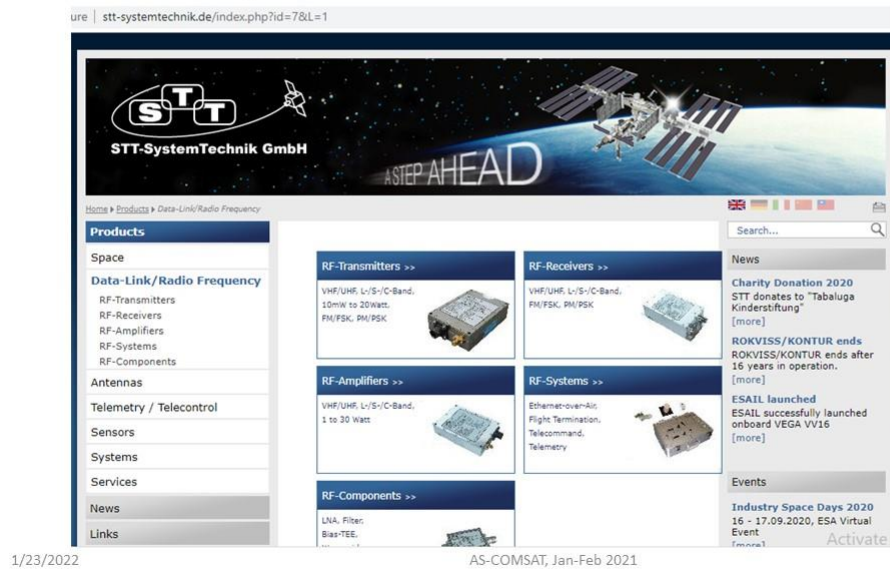 ure | stt-systemtechnik.de/index.php?id=7&L=1
STT
STT-SystemTechnik GmbH
A STEP AHEAD
Home ▸ Products ▸ Data-Link/Radio Frequency
Products
Space
Data-Link/Radio Frequency
RF-Transmitters
RF-Receivers
RF-Amplifiers
RF-Systems
RF-Components
Antennas
Telemetry / Telecontrol
Sensors
Systems
Services
News
Links
RF-Transmitters >>
VHF/UHF, L-/S-/C-Band,
10mW to 20Watt,
FM/FSK, PM/PSK
RF-Receivers >>
VHF/UHF, L-/S-/C-Band,
FM/FSK, PM/PSK
RF-Amplifiers >>
VHF/UHF, L-/S-/C-Band,
1 to 30 Watt
RF-Systems >>
Ethernet-over-Air,
Flight Termination,
Telecommand,
Telemetry
RF-Components >>
LNA, Filter,
Bias-TEE,
Search...
News
Charity Donation 2020
STT donates to "Tabaluga
Kinderstiftung"
[more]
ROKVISS/KONTUR ends
ROKVISS/KONTUR ends after
16 years in operation.
[more]
ESAIL launched
ESAIL successfully launched
onboard VEGA VV16
[more]
Events
Industry Space Days 2020
16 - 17.09.2020, ESA Virtual
Event
[more]
Activate
1/23/2022
AS-COMSAT, Jan-Feb 2021